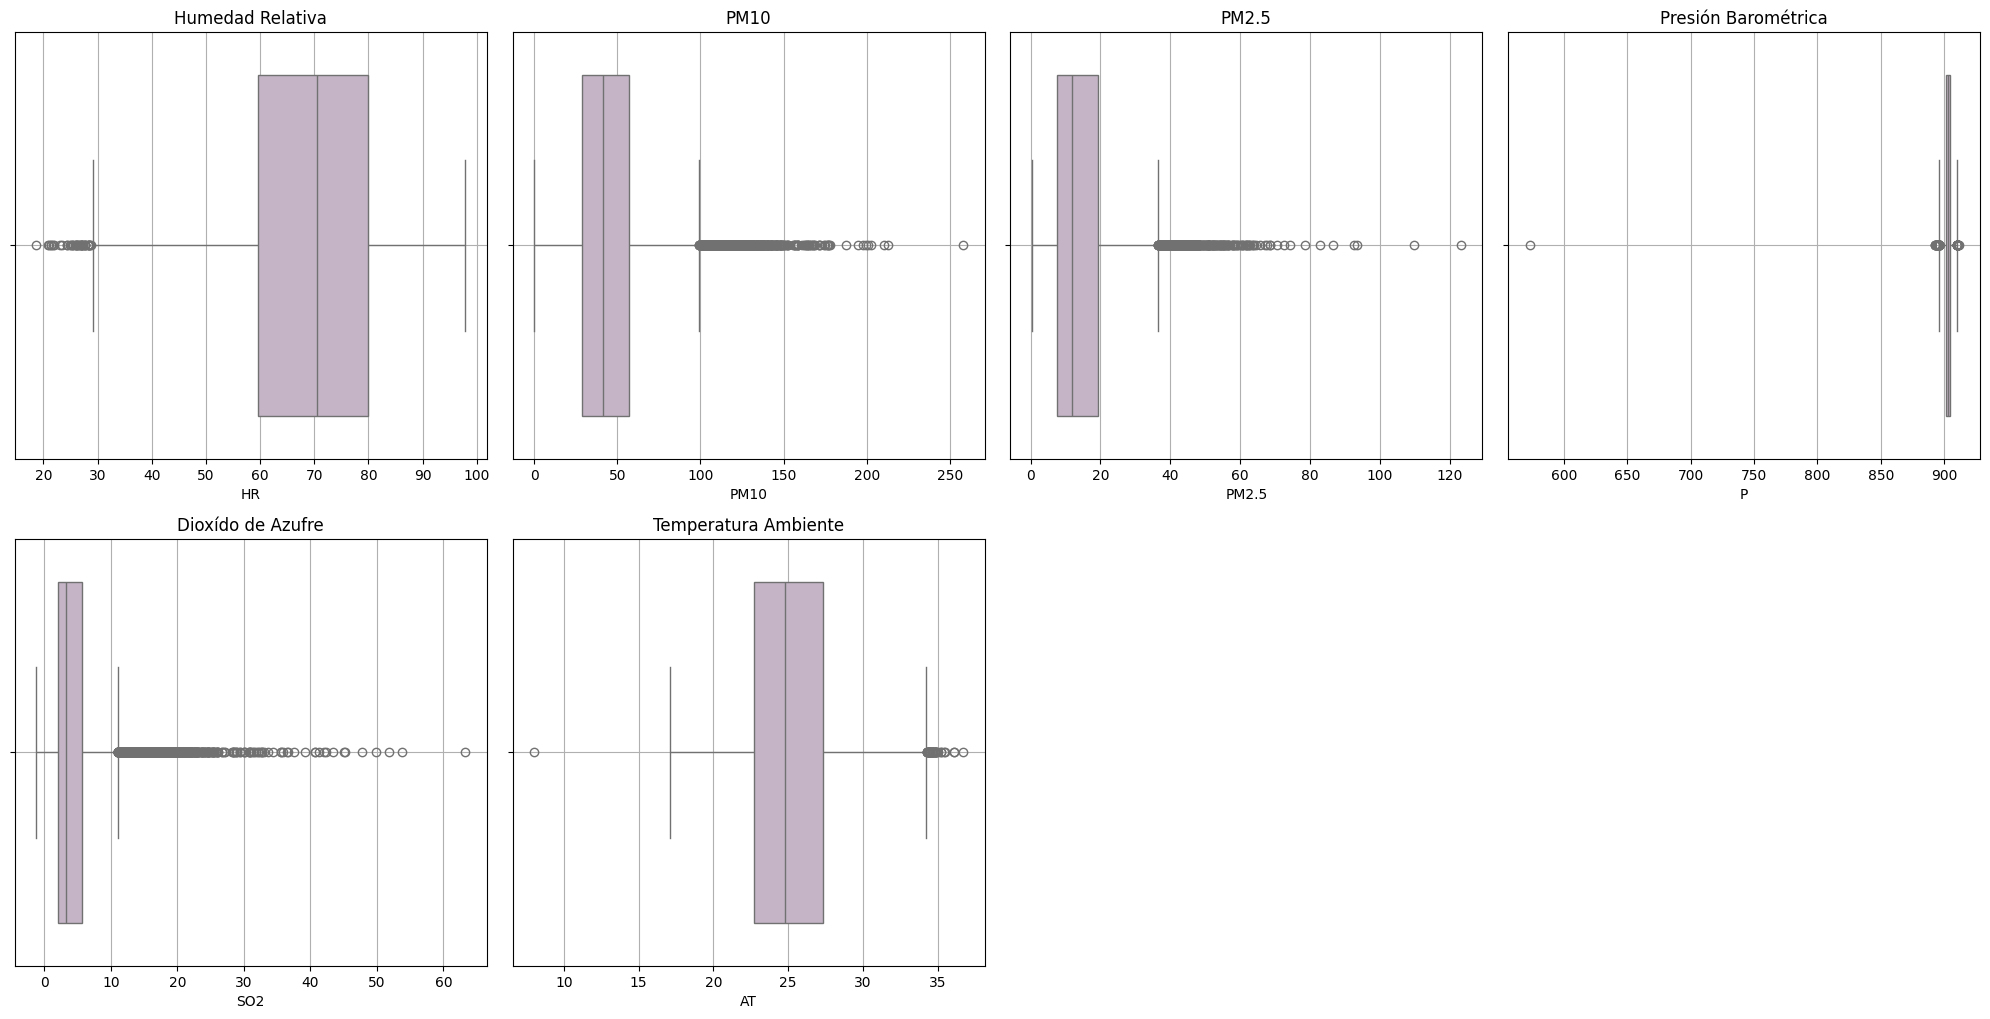 Humedad Relativa
PM10
PM2.5
Presión Barométrica
20 30 40 50 60 70 80 90 100
HR
0 50 100 150 200 250
PM10
0 20 40 60 80 100 120
PM2.5
600 650 700 750 800 850 900
P
Dioxído de Azufre
Temperatura Ambiente
0 10 20 30 40 50 60
SO2
10 15 20 25 30 35
AT